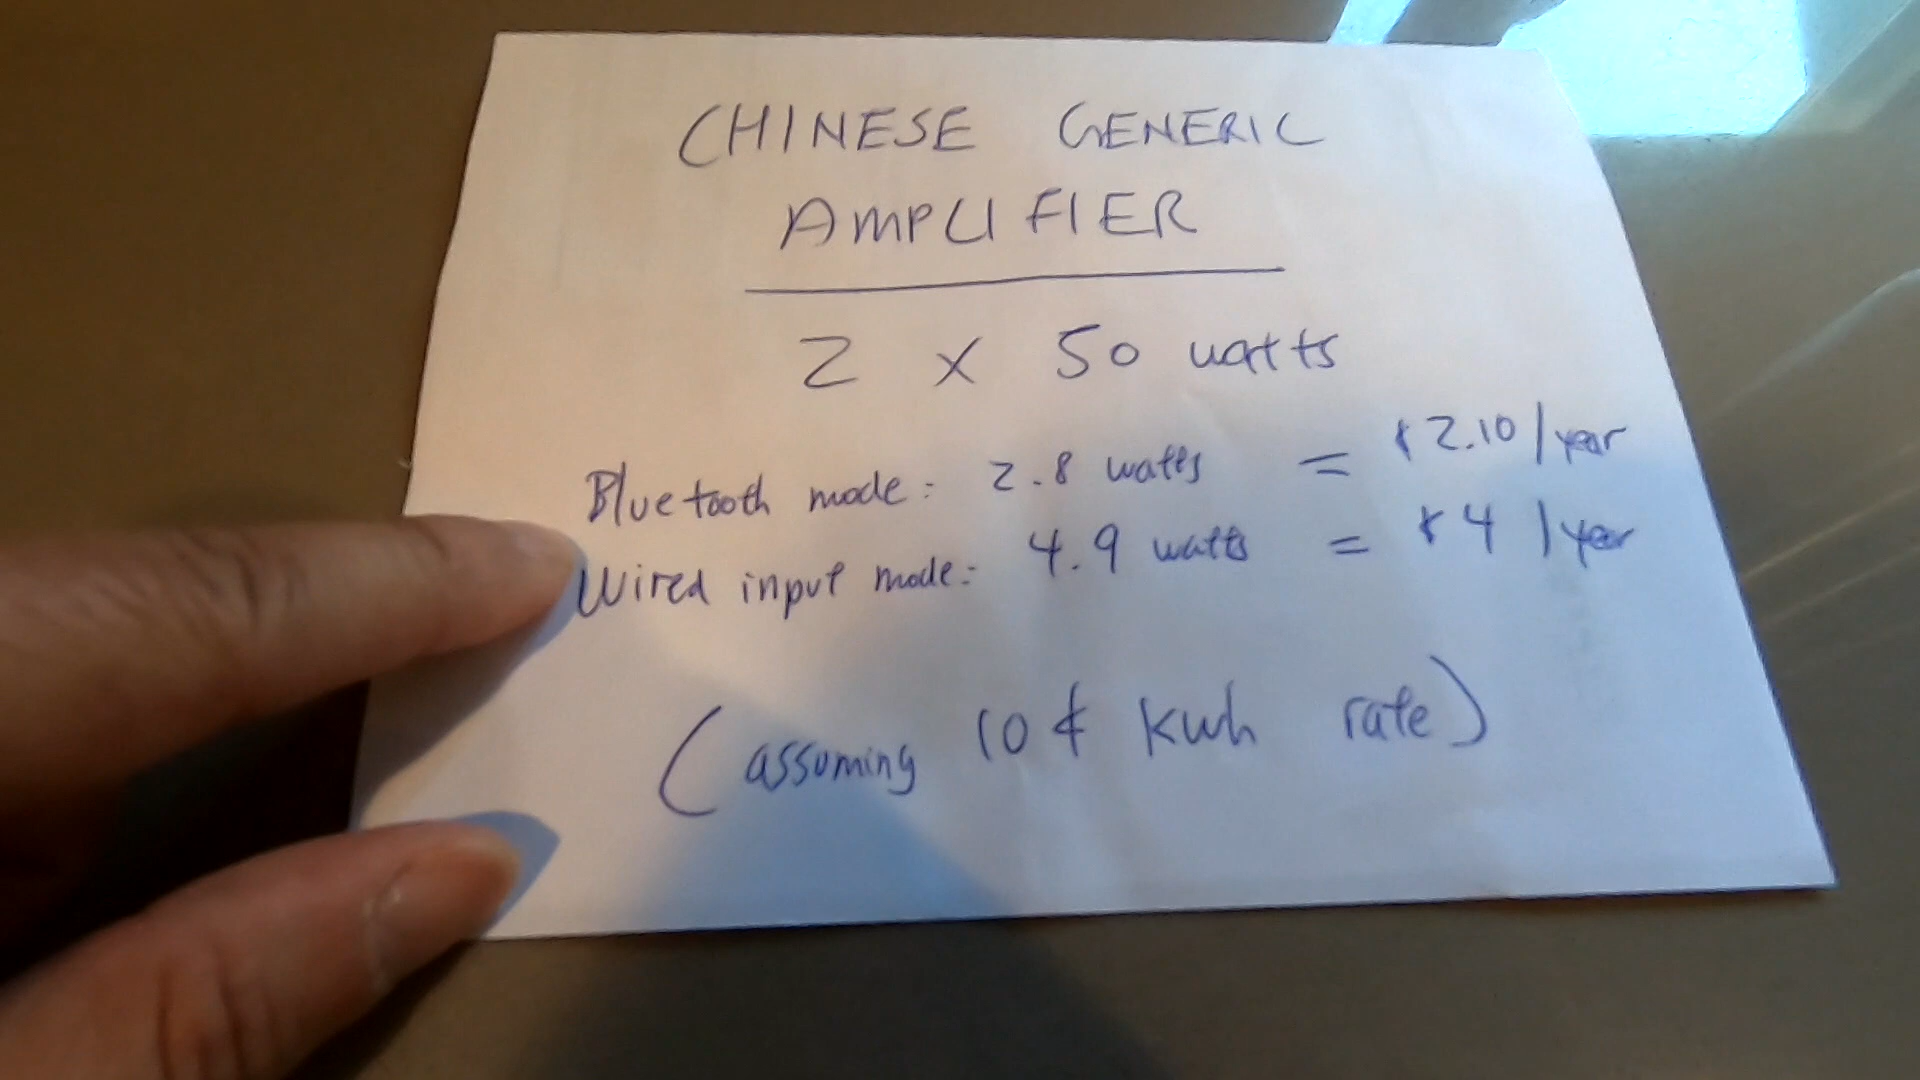 CHINESE GENERIC
AMPLIFIER
2 x 50 watts
Bluetooth mode: 2.8 watts = $2.10/year
Wired input mode: 4.9 watts = $4/year
(assuming 10¢ kwh rate)